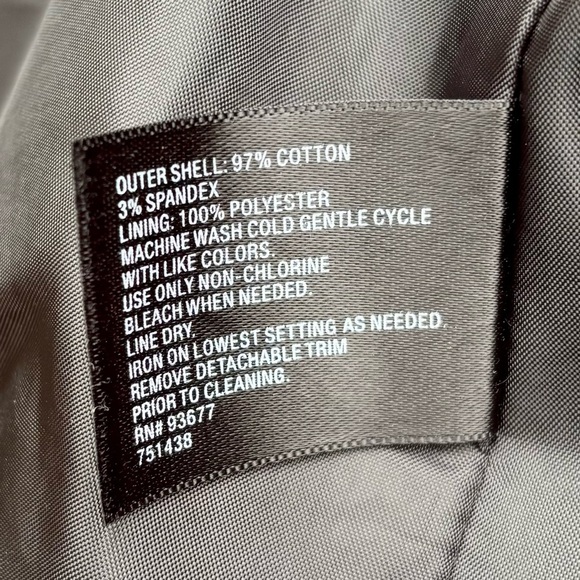 OUTER SHELL: 97% COTTON
3% SPANDEX
LINING: 100% POLYESTER
MACHINE WASH COLD GENTLE CYCLE
WITH LIKE COLORS.
USE ONLY NON-CHLORINE
BLEACH WHEN NEEDED.
LINE DRY.
IRON ON LOWEST SETTING AS NEEDED.
REMOVE DETACHABLE TRIM
PRIOR TO CLEANING.
RN# 93677
751438